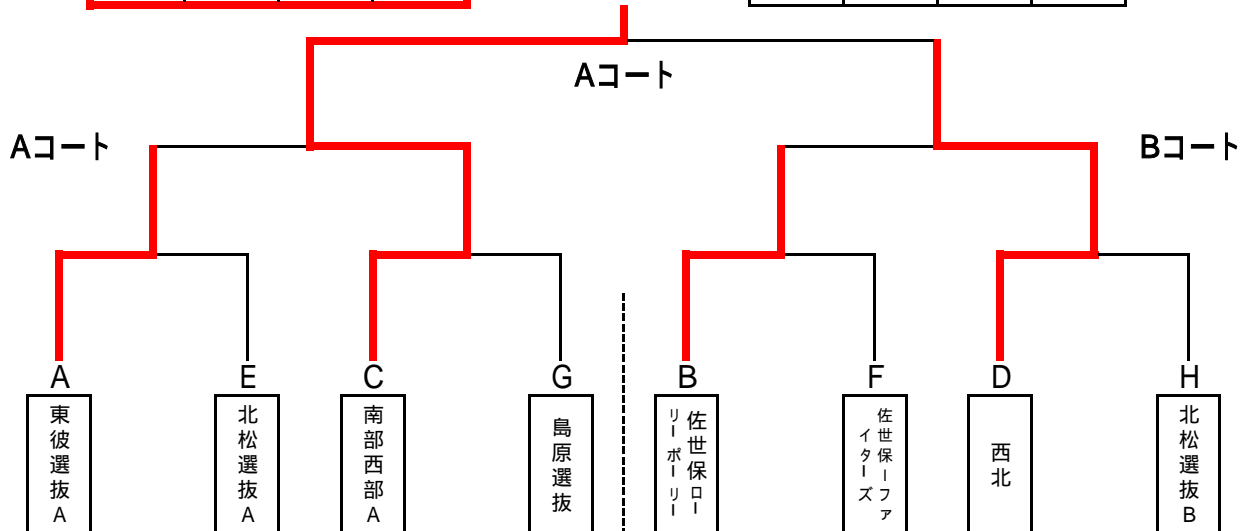 Aコート
Aコート
Bコート
A
E
C
G
B
F
D
H
東彼選抜A
北松選抜A
南部西部A
島原選抜
佐世保ロー
リーポーリー
佐世保ーファ
イターズ
西北
北松選抜B